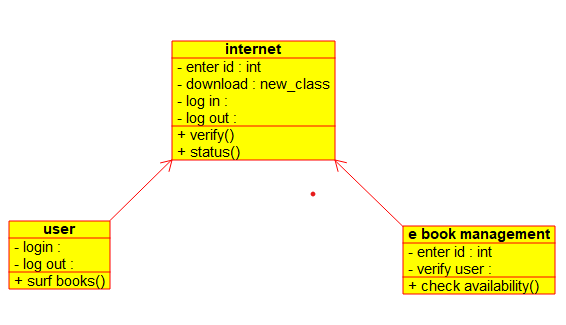 internet
- enter id : int
- download : new_class
- log in :
- log out :
+ verify()
+ status()
user
- login :
- log out :
+ surf books()
e book management
- enter id : int
- verify user :
+ check availability()